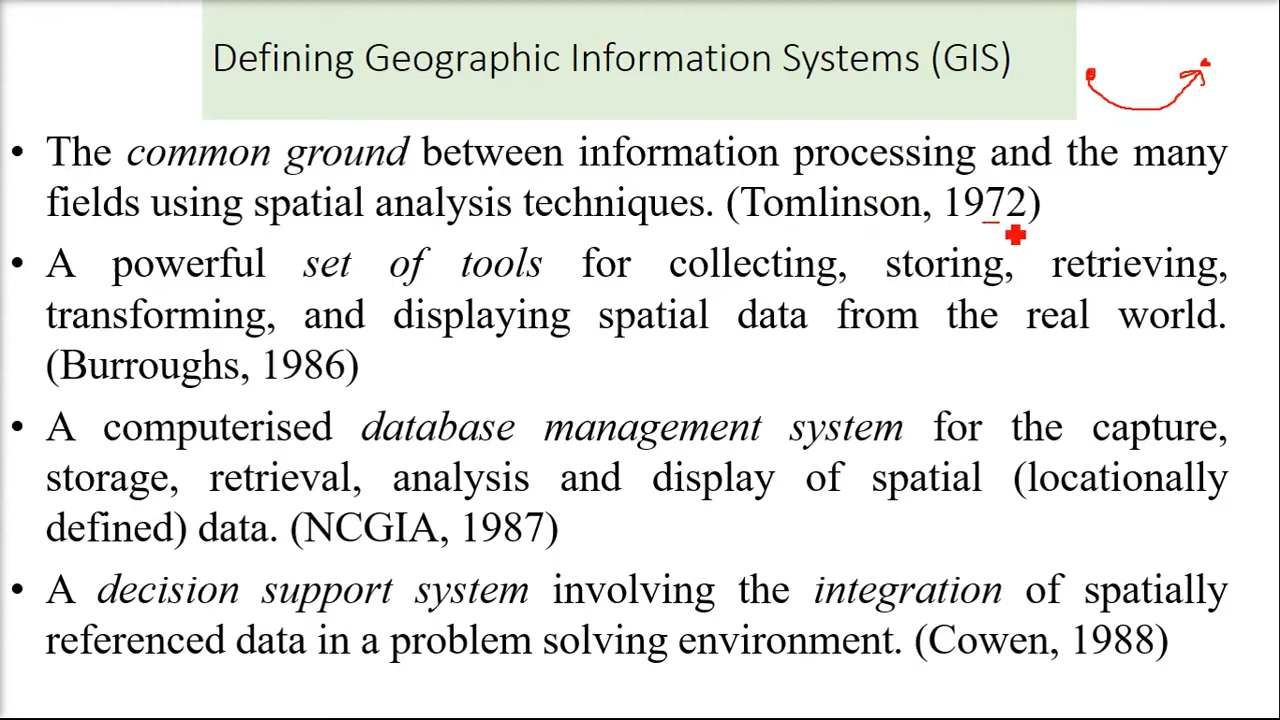 Defining Geographic Information Systems (GIS)
• The common ground between information processing and the many
fields using spatial analysis techniques. (Tomlinson, 1972)
• A powerful set of tools for collecting, storing, retrieving,
transforming, and displaying spatial data from the real world.
(Burroughs, 1986)
• A computerised database management system for the capture,
storage, retrieval, analysis and display of spatial (locationally
defined) data. (NCGIA, 1987)
• A decision support system involving the integration of spatially
referenced data in a problem solving environment. (Cowen, 1988)